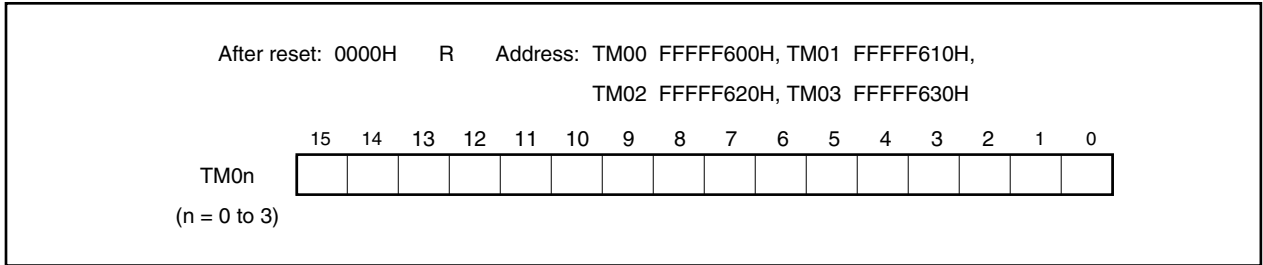 After reset: 0000H R Address: TM00 FFFFF600H, TM01 FFFFF610H,
TM02 FFFFF620H, TM03 FFFFF630H
15 14 13 12 11 10 9 8 7 6 5 4 3 2 1 0
TM0n
(n = 0 to 3)